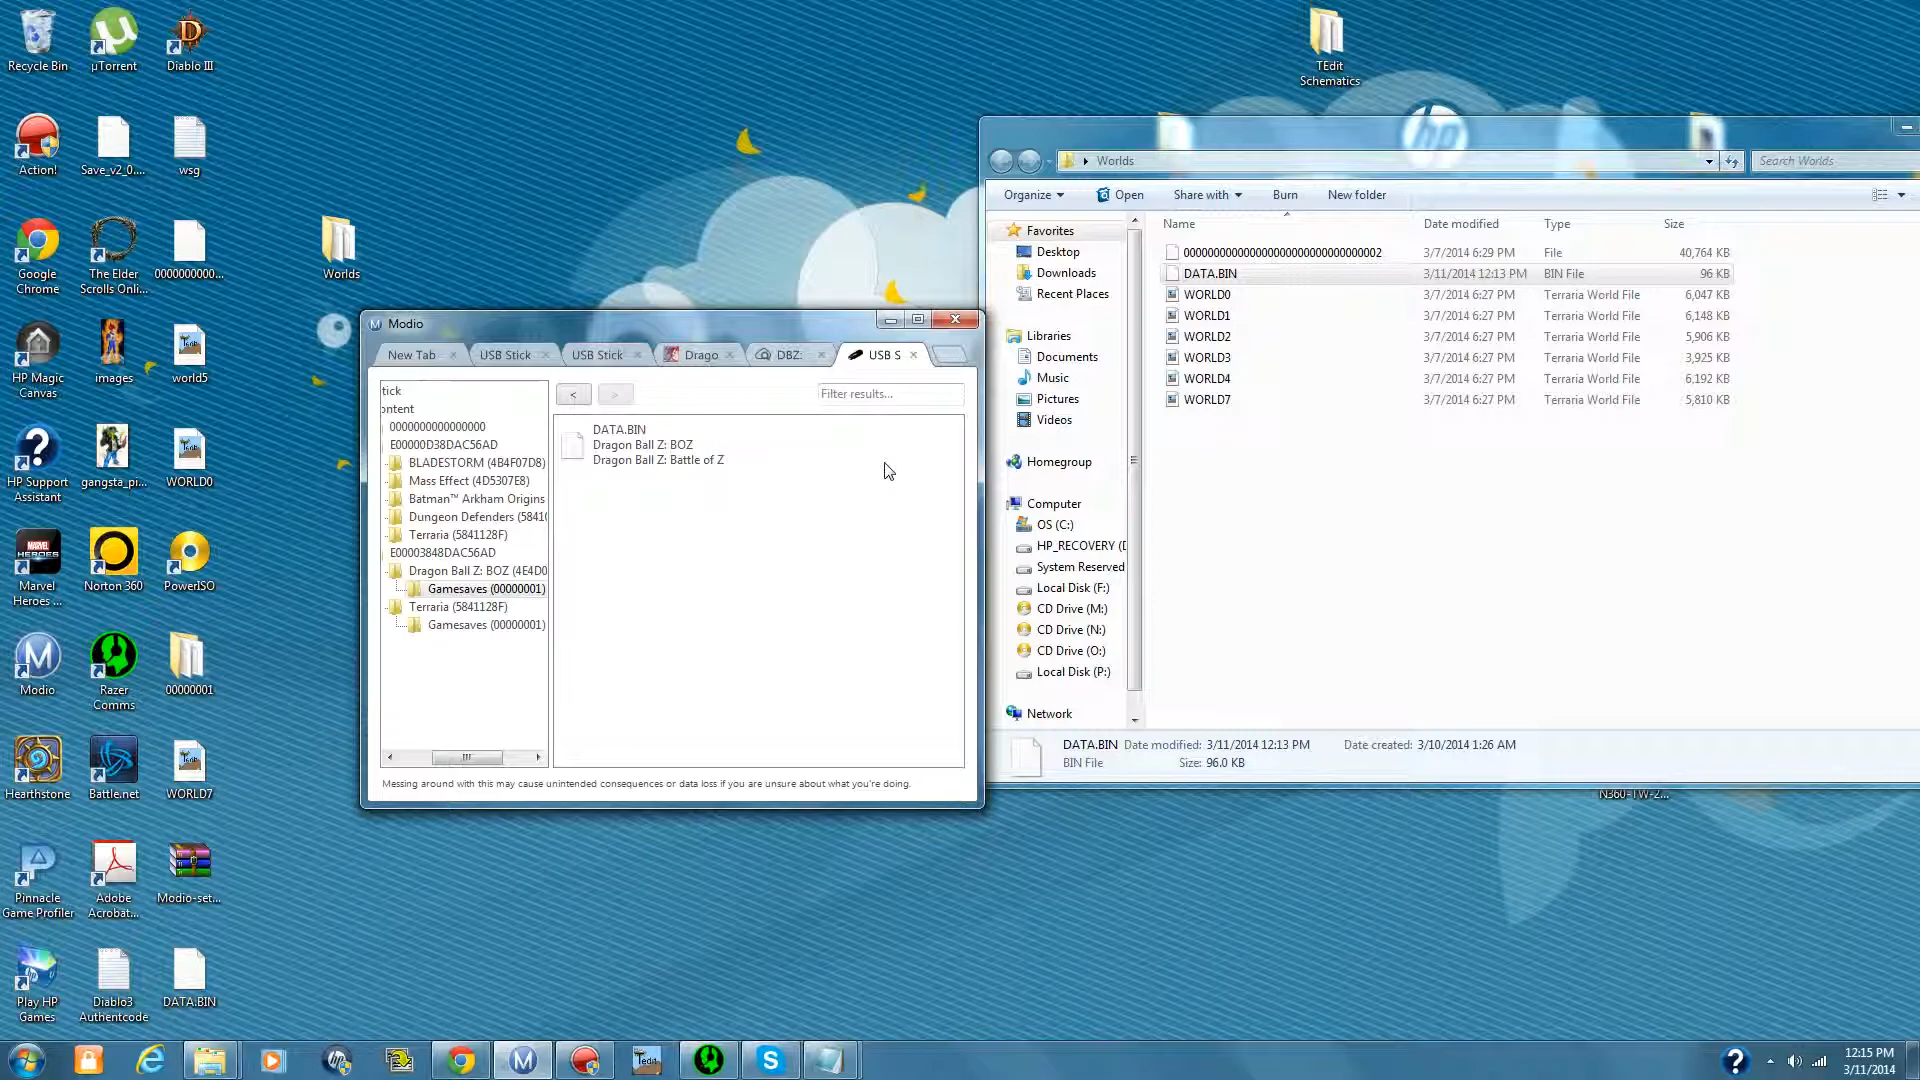 Recycle Bin
µTorrent
Diablo III
TEdit
Schematics
Action!
Save_v2_0....
wsg
Google
Chrome
The Elder
Scrolls Onli...
0000000000...
Worlds
HP Magic
Canvas
images
world5
HP Support
Assistant
gangsta_pi...
WORLD0
MARVEL
HEROES
Marvel
Heroes ...
Norton 360
PowerISO
Modio
Razer
Comms
00000001
Hearthstone
Battle.net
WORLD7
Pinnacle
Game Profiler
Adobe
Acrobat...
Modio-set...
Play HP
Games
Diablo3
Authentcode
DATA.BIN
Modio
New Tab
USB Stick
USB Stick
Drago
DBZ:
USB S
tick
ontent
0000000000000000
E00000D38DAC56AD
BLADESTORM (4B4F07D8)
Mass Effect (4D5307E8)
Batman™ Arkham Origins
Dungeon Defenders (5841
Terraria (5841128F)
E00003848DAC56AD
Dragon Ball Z: BOZ (4E4D0
Gamesaves (00000001)
Terraria (5841128F)
Gamesaves (00000001)
<
>
Filter results...
DATA.BIN
Dragon Ball Z: BOZ
Dragon Ball Z: Battle of Z
Messing around with this may cause unintended consequences or data loss if you are unsure about what you're doing.
hp
Worlds
Search Worlds
Organize
Open
Share with
Burn
New folder
Name
Date modified
Type
Size
Favorites
Desktop
Downloads
Recent Places
Libraries
Documents
Music
Pictures
Videos
Homegroup
Computer
OS (C:)
HP_RECOVERY (D
System Reserved
Local Disk (F:)
CD Drive (M:)
CD Drive (N:)
CD Drive (O:)
Local Disk (P:)
Network
3/7/2014 6:29 PM File 40,764 KB
DATA.BIN 3/11/2014 12:13 PM BIN File 96 KB
WORLD0 3/7/2014 6:27 PM Terraria World File 6,047 KB
WORLD1 3/7/2014 6:27 PM Terraria World File 6,148 KB
WORLD2 3/7/2014 6:27 PM Terraria World File 5,906 KB
WORLD3 3/7/2014 6:27 PM Terraria World File 3,925 KB
WORLD4 3/7/2014 6:27 PM Terraria World File 6,192 KB
WORLD7 3/7/2014 6:27 PM Terraria World File 5,810 KB
DATA.BIN Date modified: 3/11/2014 12:13 PM Date created: 3/10/2014 1:26 AM
BIN File Size: 96.0 KB
12:15 PM
3/11/2014